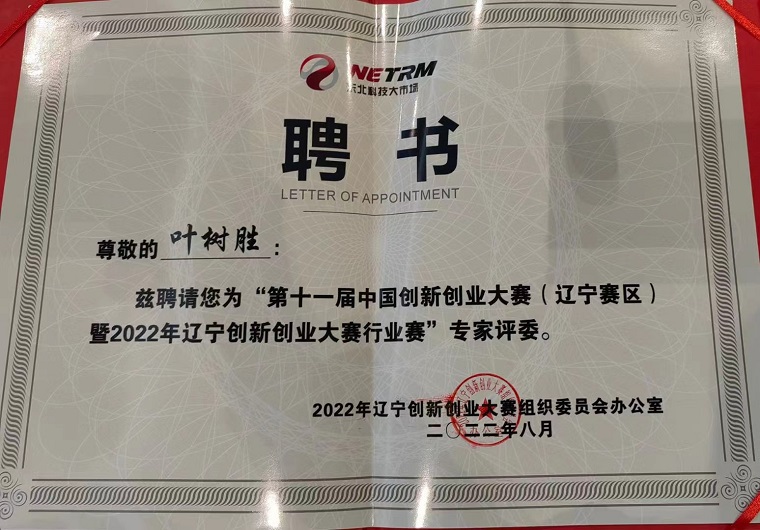 NETRM
东北科技大市场
聘书
LETTER OF APPOINTMENT
尊敬的叶树胜：
兹聘请您为“第十一届中国创新创业大赛（辽宁赛区）
暨2022年辽宁创新创业大赛行业赛”专家评委。
2022年辽宁创新创业大赛组织委员会办公室
二〇二二年八月